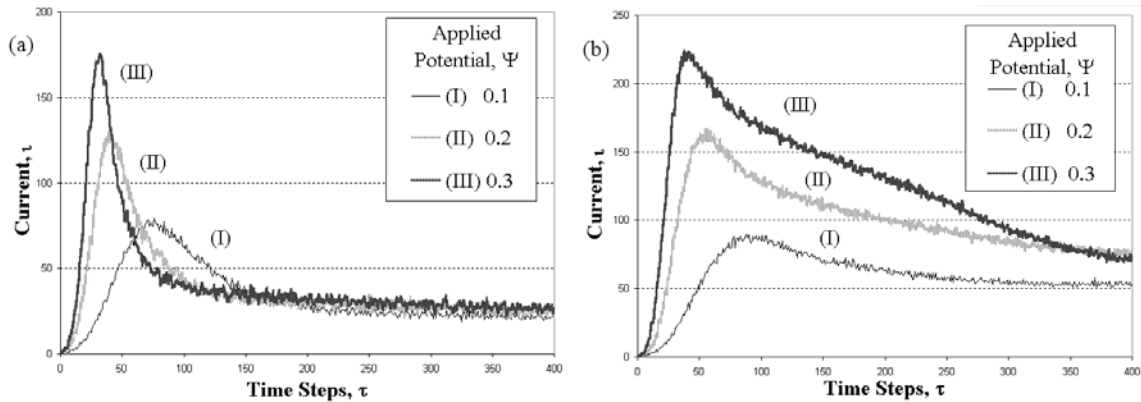 (a)
200
150
100
50
0
0 50 100 150 200 250 300 350 400
Current, ι
Time Steps, τ
(III)
(II)
(I)
Applied
Potential, Ψ
(I) 0.1
(II) 0.2
(III) 0.3
(b)
250
200
150
100
50
0
0 50 100 150 200 250 300 350 400
Current, ι
Time Steps, τ
(III)
(II)
(I)
Applied
Potential, Ψ
(I) 0.1
(II) 0.2
(III) 0.3